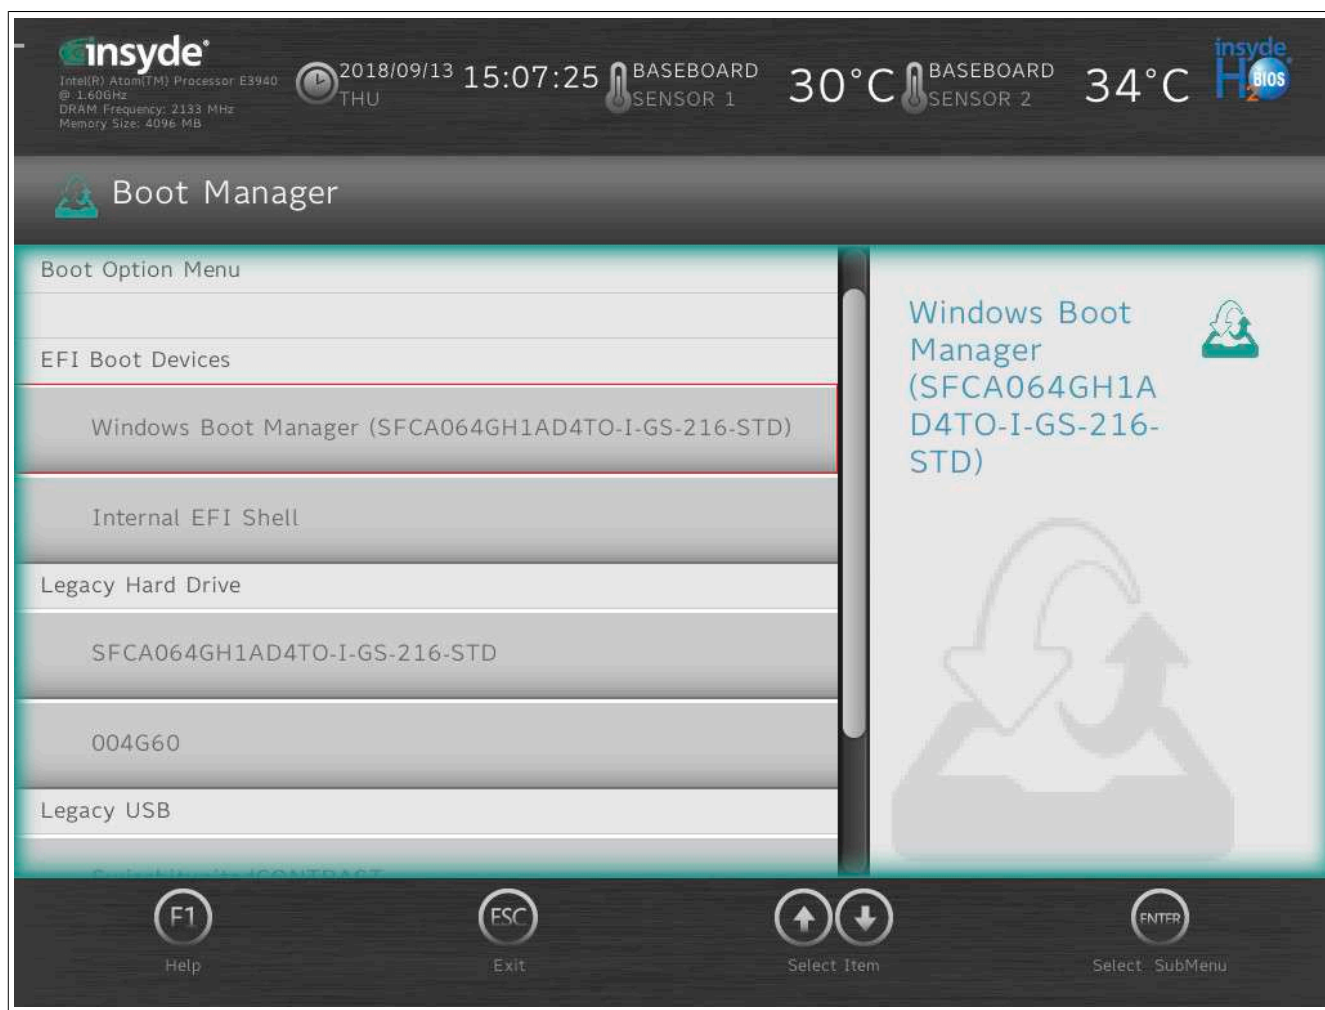 insyde
Intel(R) Atom(TM) Processor E3940
@ 1.60GHz
DRAM Frequency: 2133 MHz
Memory Size: 4096 MB
2018/09/13
THU
15:07:25
BASEBOARD
SENSOR 1
30°C
BASEBOARD
SENSOR 2
34°C
insyde
H2BIOS
Boot Manager
Boot Option Menu
EFI Boot Devices
Windows Boot Manager (SFCA064GH1AD4TO-I-GS-216-STD)
Internal EFI Shell
Legacy Hard Drive
SFCA064GH1AD4TO-I-GS-216-STD
004G60
Legacy USB
Windows Boot
Manager
(SFCA064GH1A
D4TO-I-GS-216-
STD)
F1
Help
ESC
Exit
Select Item
ENTER
Select SubMenu